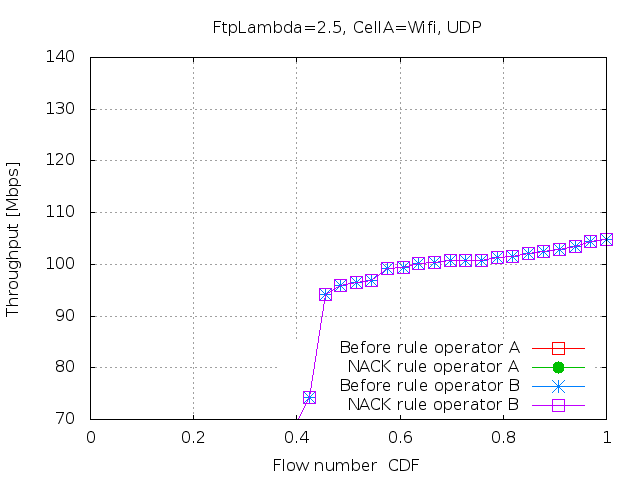 FtpLambda=2.5, CellA=Wifi, UDP
Throughput [Mbps]
140
130
120
110
100
90
80
70
Before rule operator A
NACK rule operator A
Before rule operator B
NACK rule operator B
0
0.2
0.4
0.6
0.8
1
Flow number  CDF